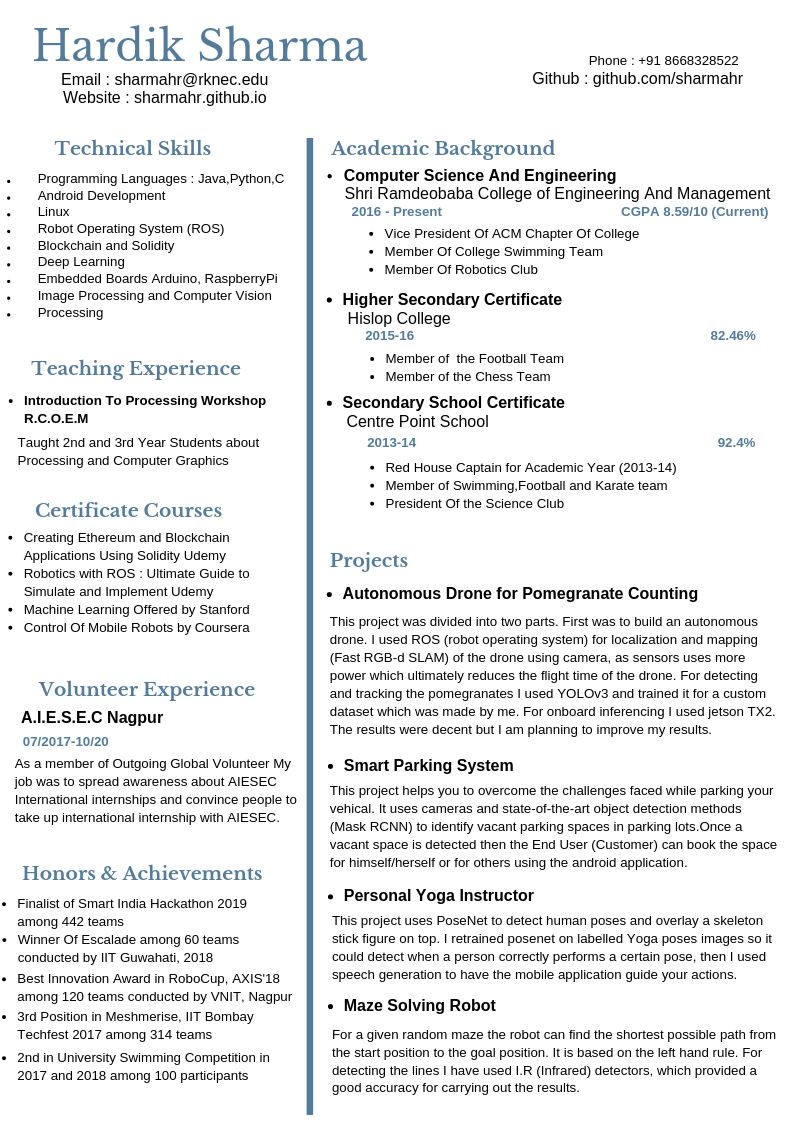 Hardik Sharma
Email : sharmahr@rknec.edu
Website : sharmahr.github.io
Phone : +91 8668328522
Github : github.com/sharmahr
Technical Skills
• Programming Languages : Java,Python,C
• Android Development
• Linux
• Robot Operating System (ROS)
• Blockchain and Solidity
• Deep Learning
• Embedded Boards Arduino, RaspberryPi
• Image Processing and Computer Vision
• Processing
Teaching Experience
• Introduction To Processing Workshop
R.C.O.E.M
Taught 2nd and 3rd Year Students about
Processing and Computer Graphics
Certificate Courses
• Creating Ethereum and Blockchain
Applications Using Solidity Udemy
• Robotics with ROS : Ultimate Guide to
Simulate and Implement Udemy
• Machine Learning Offered by Stanford
• Control Of Mobile Robots by Coursera
Volunteer Experience
A.I.E.S.E.C Nagpur
07/2017-10/20
As a member of Outgoing Global Volunteer My
job was to spread awareness about AIESEC
International internships and convince people to
take up international internship with AIESEC.
Honors & Achievements
• Finalist of Smart India Hackathon 2019
among 442 teams
• Winner Of Escalade among 60 teams
conducted by IIT Guwahati, 2018
• Best Innovation Award in RoboCup, AXIS'18
among 120 teams conducted by VNIT, Nagpur
• 3rd Position in Meshmerise, IIT Bombay
Techfest 2017 among 314 teams
• 2nd in University Swimming Competition in
2017 and 2018 among 100 participants
Academic Background
• Computer Science And Engineering
Shri Ramdeobaba College of Engineering And Management
2016 - Present CGPA 8.59/10 (Current)
• Vice President Of ACM Chapter Of College
• Member Of College Swimming Team
• Member Of Robotics Club
• Higher Secondary Certificate
Hislop College
2015-16 82.46%
• Member of the Football Team
• Member of the Chess Team
• Secondary School Certificate
Centre Point School
2013-14 92.4%
• Red House Captain for Academic Year (2013-14)
• Member of Swimming,Football and Karate team
• President Of the Science Club
Projects
• Autonomous Drone for Pomegranate Counting
This project was divided into two parts. First was to build an autonomous
drone. I used ROS (robot operating system) for localization and mapping
(Fast RGB-d SLAM) of the drone using camera, as sensors uses more
power which ultimately reduces the flight time of the drone. For detecting
and tracking the pomegranates I used YOLOv3 and trained it for a custom
dataset which was made by me. For onboard inferencing I used jetson TX2.
The results were decent but I am planning to improve my results.
• Smart Parking System
This project helps you to overcome the challenges faced while parking your
vehical. It uses cameras and state-of-the-art object detection methods
(Mask RCNN) to identify vacant parking spaces in parking lots.Once a
vacant space is detected then the End User (Customer) can book the space
for himself/herself or for others using the android application.
• Personal Yoga Instructor
This project uses PoseNet to detect human poses and overlay a skeleton
stick figure on top. I retrained posenet on labelled Yoga poses images so it
could detect when a person correctly performs a certain pose, then I used
speech generation to have the mobile application guide your actions.
• Maze Solving Robot
For a given random maze the robot can find the shortest possible path from
the start position to the goal position. It is based on the left hand rule. For
detecting the lines I have used I.R (Infrared) detectors, which provided a
good accuracy for carrying out the results.